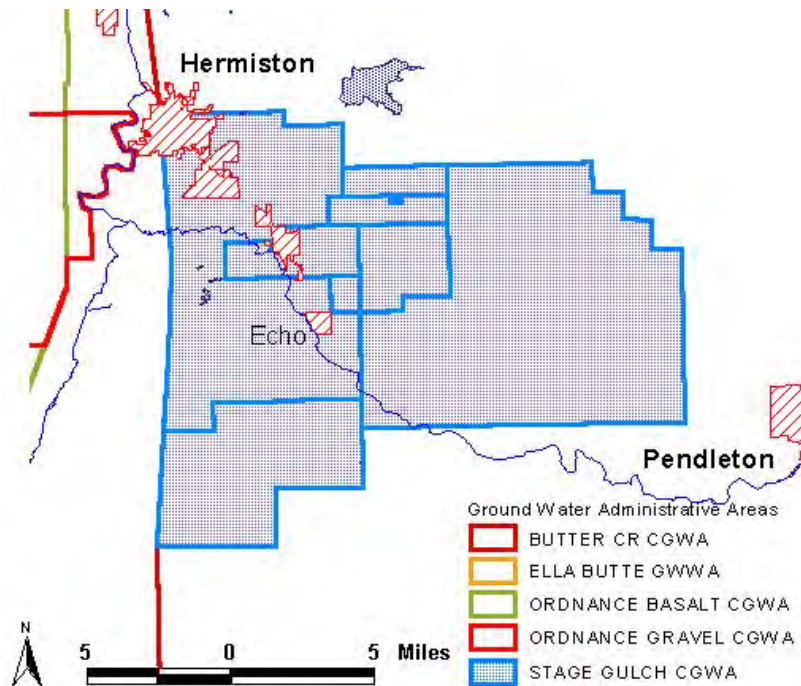 Hermiston
Echo
Pendleton
Ground Water Administrative Areas
BUTTER CR CGWA
ELLA BUTTE GWWA
ORDNANCE BASALT CGWA
ORDNANCE GRAVEL CGWA
STAGE GULCH CGWA
N
5 0 5 Miles